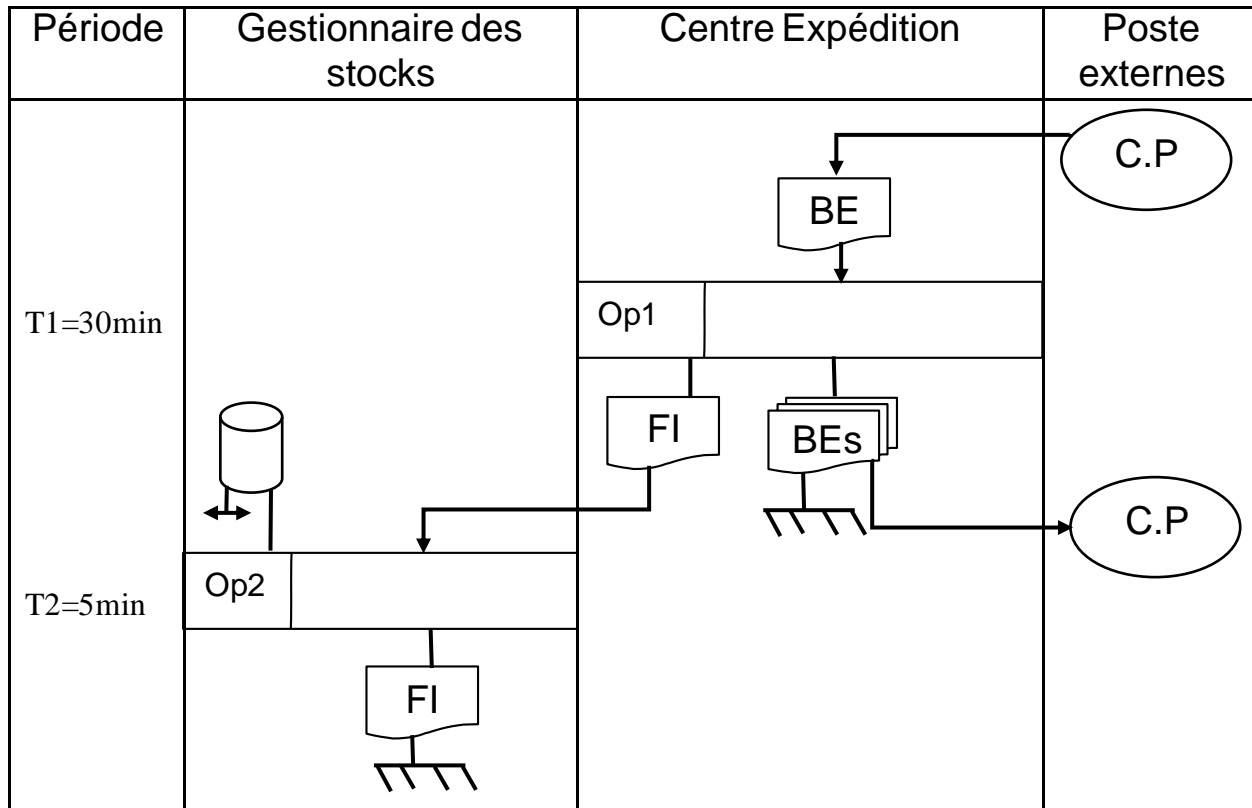 Période
Gestionnaire des
stocks
Centre Expédition
Poste
externes
C.P
BE
T1=30min
Op1
FI
BEs
C.P
T2=5min
Op2
FI